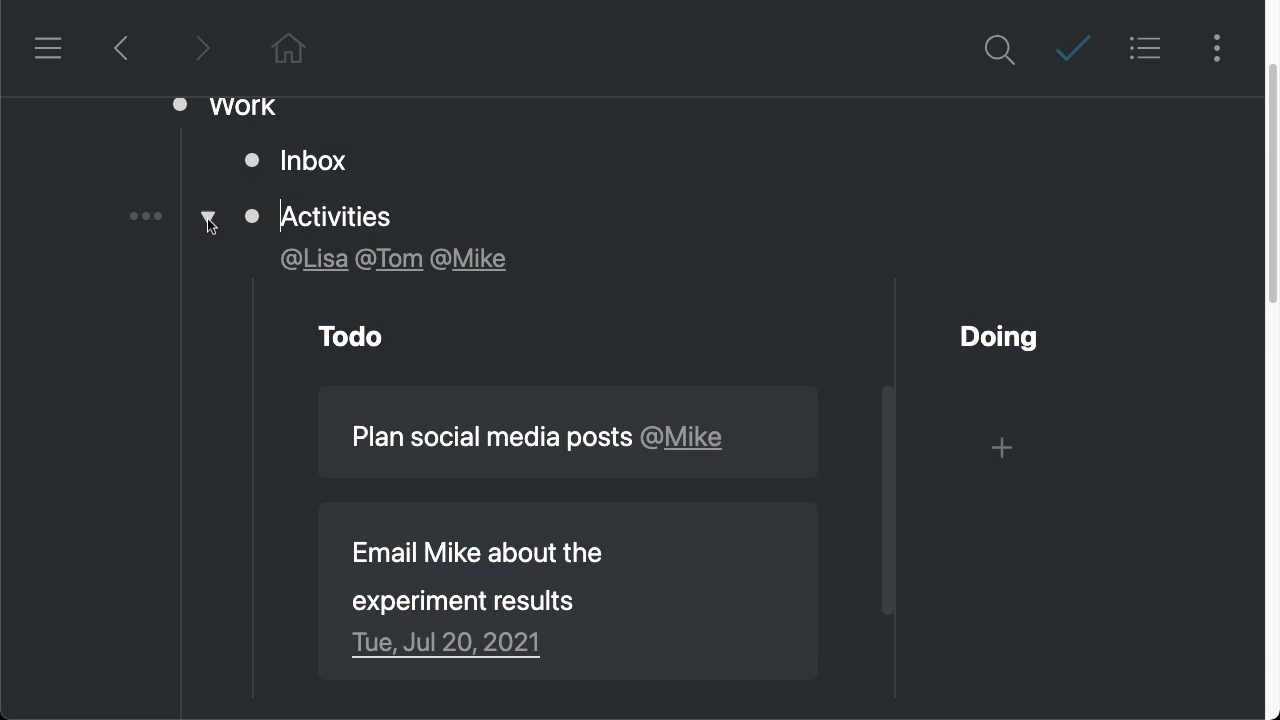 Work
Inbox
Activities
@Lisa @Tom @Mike
Todo
Doing
Plan social media posts @Mike
Email Mike about the
experiment results
Tue, Jul 20, 2021